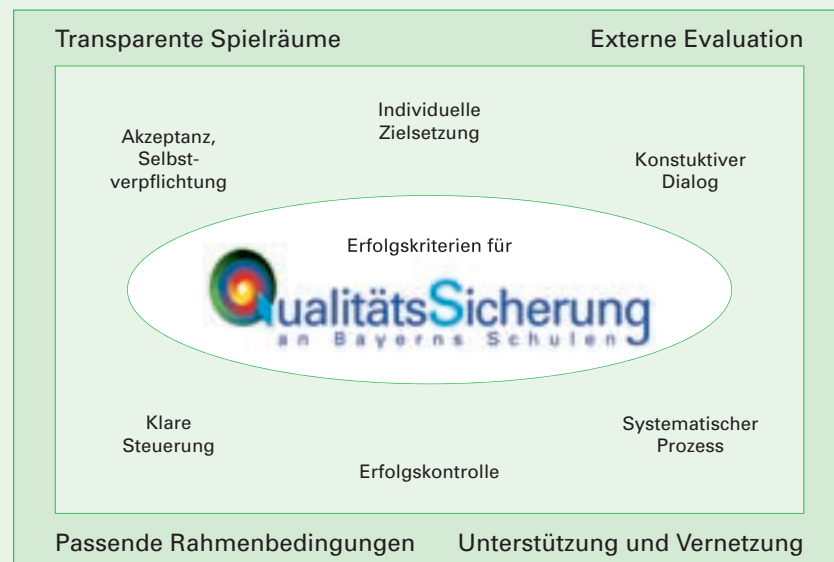 Transparente Spielräume
Externe Evaluation
Individuelle
Zielsetzung
Akzeptanz,
Selbst-
verpflichtung
Konstuktiver
Dialog
Erfolgskriterien für
QualitätsSicherung
an Bayerns Schulen
Klare
Steuerung
Systematischer
Prozess
Erfolgskontrolle
Passende Rahmenbedingungen
Unterstützung und Vernetzung